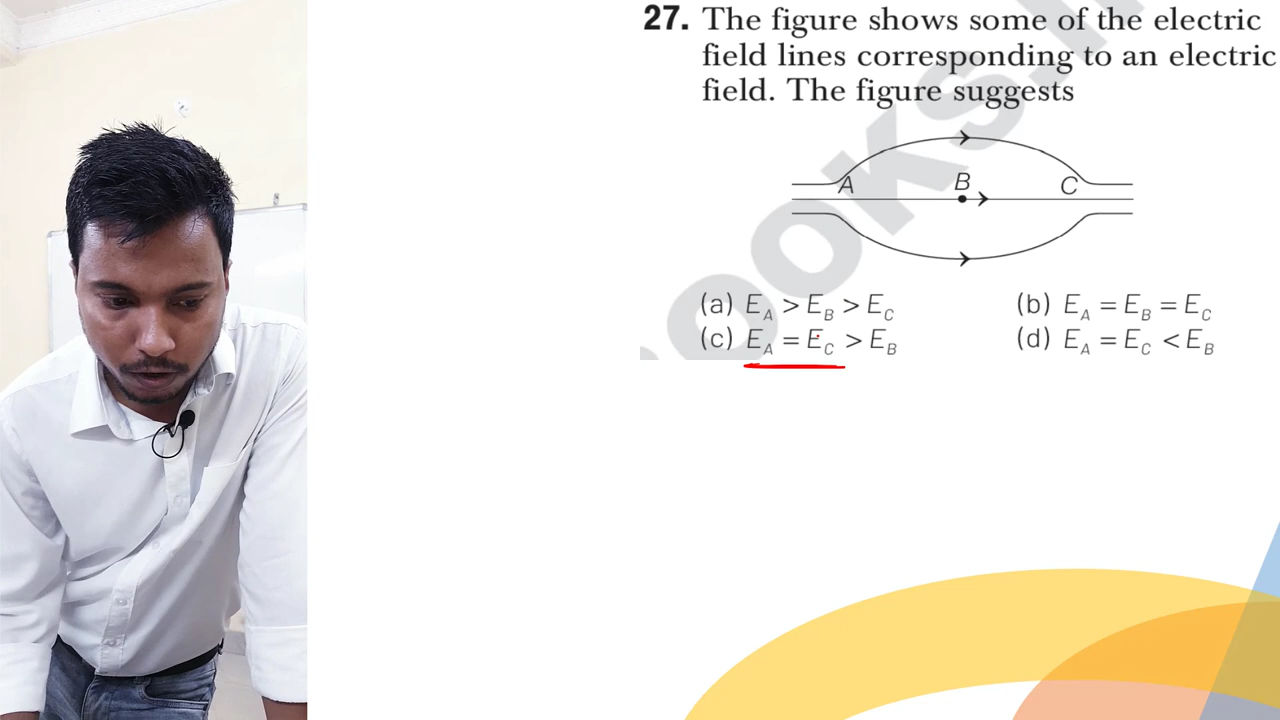 27. The figure shows some of the electric
field lines corresponding to an electric
field. The figure suggests
A B C
(a) E_A > E_B > E_C (b) E_A = E_B = E_C
(c) E_A = E_C > E_B (d) E_A = E_C < E_B
ooks.i